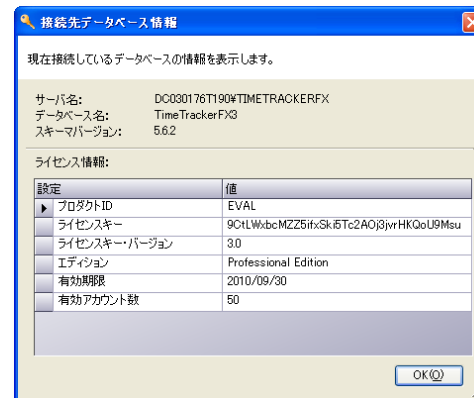 接続先データベース情報
現在接続しているデータベースの情報を表示します。
サーバ名: DC030176T190¥TIMETRACKERFX
データベース名: TimeTrackerFX3
スキーマバージョン: 5.6.2
ライセンス情報:
設定 値
プロダクトID EVAL
ライセンスキー 9CtLWxbcMZZ5ifxSki5Tc2AOj3jvrHKQoU9Msu
ライセンスキー・バージョン 3.0
エディション Professional Edition
有効期限 2010/09/30
有効アカウント数 50
OK(O)